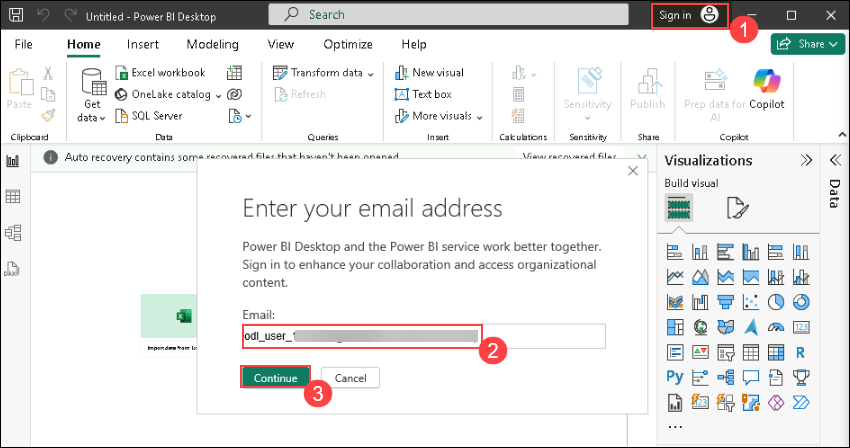 Untitled - Power BI Desktop
Search
Sign in
1
File Home Insert Modeling View Optimize Help
Share
Paste
Get data
Excel workbook
OneLake catalog
SQL Server
Transform data
Refresh
New visual
Text box
More visuals
Sensitivity
Publish
Prep data for AI
Copilot
Clipboard Data Queries Insert Calculations Sensitivity Share Copilot
Auto recovery contains some recovered files that haven't been opened
View recovered files
Visualizations
Build visual
Data
DAX
Enter your email address
Power BI Desktop and the Power BI service work better together.
Sign in to enhance your collaboration and access organizational
content.
Email:
odl_user_1
2
Continue
Cancel
3
Import data from
123
R
Py
123